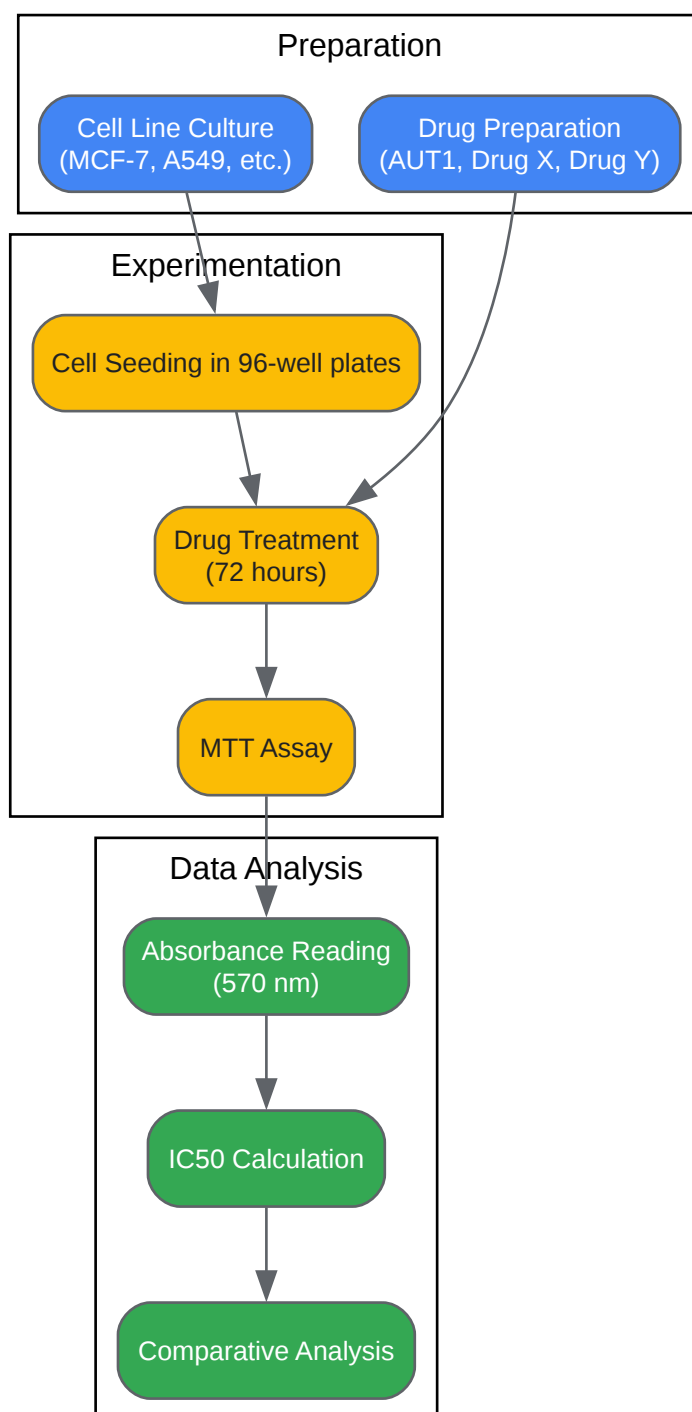 Preparation
Cell Line Culture
(MCF-7, A549, etc.)
Drug Preparation
(AUT1, Drug X, Drug Y)
Experimentation
Cell Seeding in 96-well plates
Drug Treatment
(72 hours)
MTT Assay
Data Analysis
Absorbance Reading
(570 nm)
IC50 Calculation
Comparative Analysis